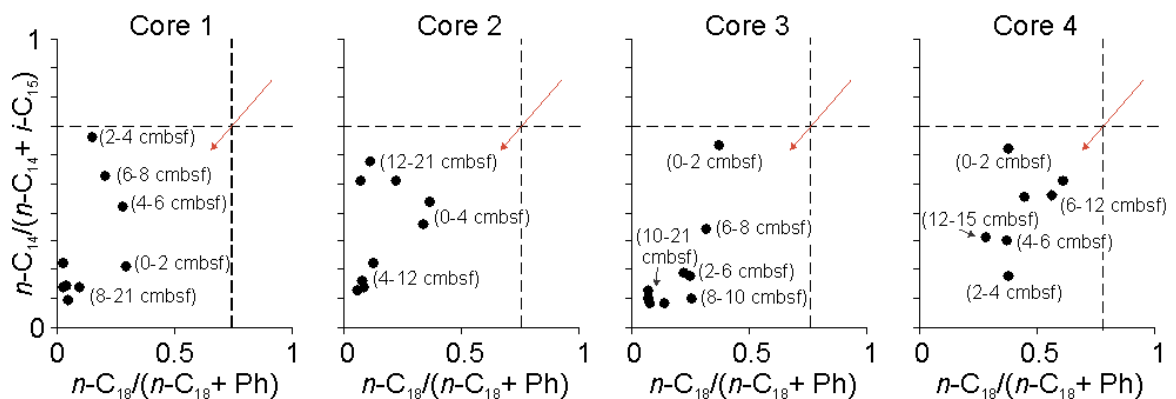 Core 1
Core 2
Core 3
Core 4
n-C14/(n-C14 + i-C15)
1
0
(2-4 cmbsf)
(6-8 cmbsf)
(4-6 cmbsf)
(0-2 cmbsf)
(8-21 cmbsf)
0
0.5
1
n-C18/(n-C18+ Ph)
(12-21 cmbsf)
(0-4 cmbsf)
(4-12 cmbsf)
0
0.5
1
n-C18/(n-C18+ Ph)
(0-2 cmbsf)
(6-8 cmbsf)
(10-21
cmbsf)
(2-6 cmbsf)
(8-10 cmbsf)
0
0.5
1
n-C18/(n-C18+ Ph)
(0-2 cmbsf)
(6-12 cmbsf)
(12-15 cmbsf)
(4-6 cmbsf)
(2-4 cmbsf)
0
0.5
1
n-C18/(n-C18+ Ph)